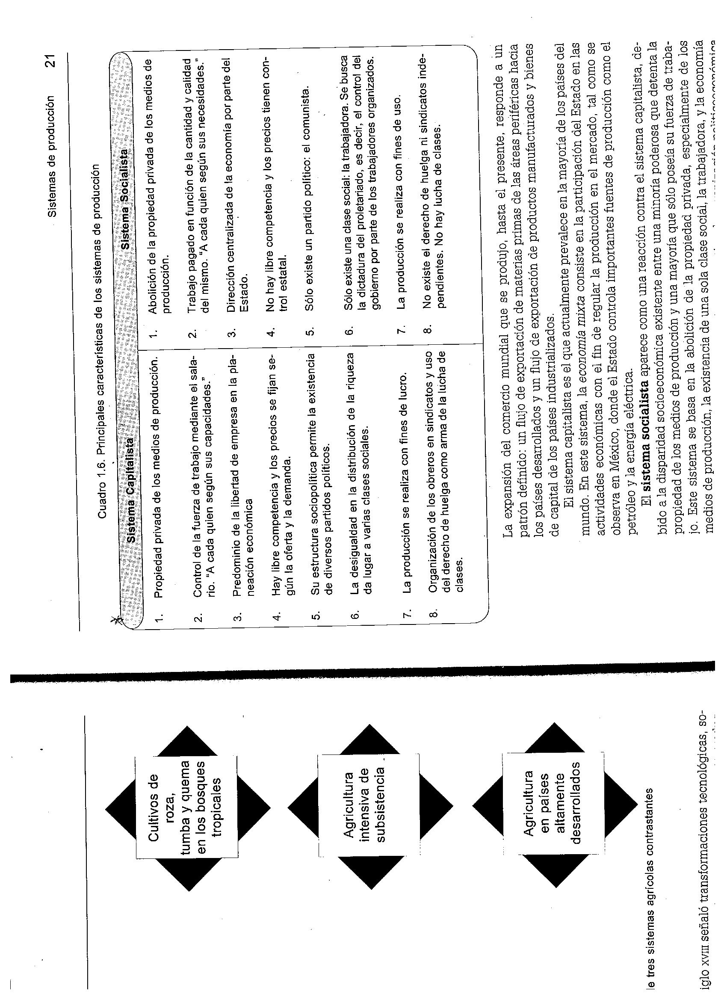 Cultivos de
roza,
tumba y quema
en los bosques
tropicales
Agricultura
intensiva de
subsistencia
Agricultura
en países
altamente
desarrollados
le tres sistemas agrícolas contrastantes
iglo XVIII señaló transformaciones tecnológicas, so-
Sistemas de producción 21
Cuadro 1.6. Principales características de los sistemas de producción
Sistema Capitalista
1. Propiedad privada de los medios de producción.
2. Control de la fuerza de trabajo mediante el sala-
rio. “A cada quien según sus capacidades.”
3. Predominio de la libertad de empresa en la pla-
neación económica
4. Hay libre competencia y los precios se fijan se-
gún la oferta y la demanda.
5. Su estructura sociopolítica permite la existencia
de diversos partidos políticos.
6. La desigualdad en la distribución de la riqueza
da lugar a varias clases sociales.
7. La producción se realiza con fines de lucro.
8. Organización de los obreros en sindicatos y uso
del derecho de huelga como arma de la lucha de
clases.
Sistema Socialista
1. Abolición de la propiedad privada de los medios de
producción.
2. Trabajo pagado en función de la cantidad y calidad
del mismo. “A cada quien según sus necesidades.”
3. Dirección centralizada de la economía por parte del
Estado.
4. No hay libre competencia y los precios tienen con-
trol estatal.
5. Sólo existe un partido político: el comunista.
6. Sólo existe una clase social: la trabajadora. Se busca
la dictadura del proletariado, es decir, el control del
gobierno por parte de los trabajadores organizados.
7. La producción se realiza con fines de uso.
8. No existe el derecho de huelga ni sindicatos inde-
pendientes. No hay lucha de clases.
La expansión del comercio mundial que se produjo, hasta el presente, responde a un
patrón definido: un flujo de exportación de materias primas de las áreas periféricas hacia
los países desarrollados y un flujo de exportación de productos manufacturados y bienes
de capital de los países industrializados.
El sistema capitalista es el que actualmente prevalece en la mayoría de los países del
mundo. En este sistema, la economía mixta consiste en la participación del Estado en las
actividades económicas con el fin de regular la producción en el mercado, tal como se
observa en México, donde el Estado controla importantes fuentes de producción como el
petróleo y la energía eléctrica.
El sistema socialista aparece como una reacción contra el sistema capitalista, de-
bido a la disparidad socioeconómica existente entre una minoría poderosa que detenta la
propiedad de los medios de producción y una mayoría que sólo poseía su fuerza de traba-
jo. Este sistema se basa en la abolición de la propiedad privada, especialmente de los
medios de producción, la existencia de una sola clase social, la trabajadora, y la economía